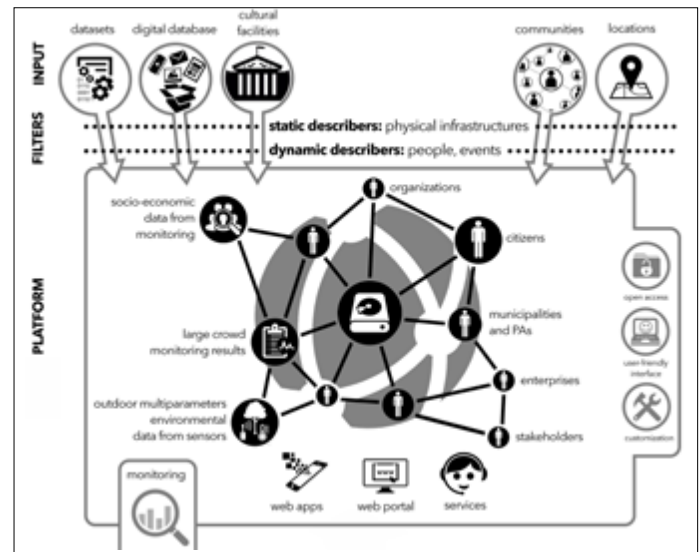 INPUT
datasets
digital database
cultural
facilities
communities
locations
FILTERS
static describers: physical infrastructures
dynamic describers: people, events
PLATFORM
socio-economic
data from
monitoring
organizations
citizens
large crowd
monitoring results
municipalities
and PAs
outdoor multiparameters
environmental
data from sensors
enterprises
stakeholders
open access
user-friendly
interface
customization
monitoring
web apps
web portal
services